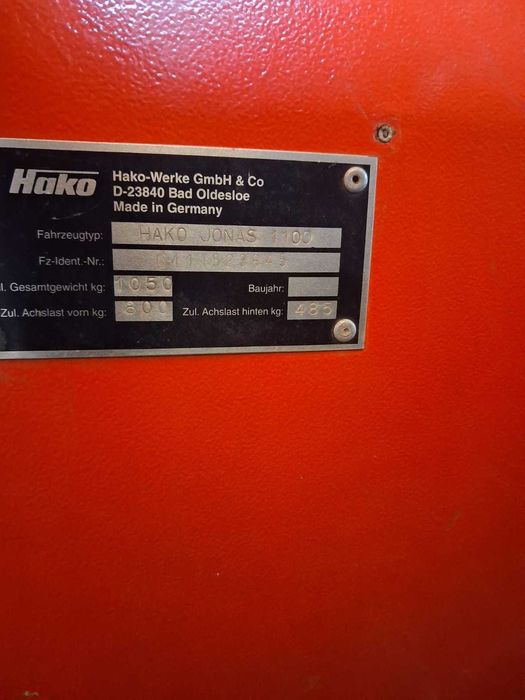 Hako
Hako-Werke GmbH & Co
D-23840 Bad Oldesloe
Made in Germany
Fahrzeugtyp: HAKO JONAS 1100
Fz-Ident.-Nr.:
l. Gesamtgewicht kg: 1050 Baujahr:
Zul. Achslast vorn kg: 800 Zul. Achslast hinten kg: 485